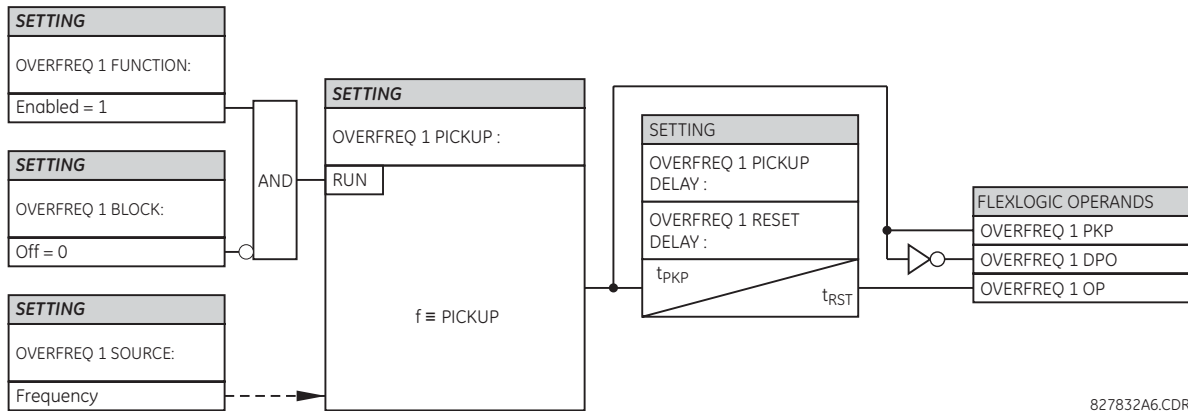 SETTING
OVERFREQ 1 FUNCTION:
Enabled = 1
SETTING
OVERFREQ 1 BLOCK:
Off = 0
SETTING
OVERFREQ 1 SOURCE:
Frequency
AND
SETTING
OVERFREQ 1 PICKUP :
RUN
f ≡ PICKUP
SETTING
OVERFREQ 1 PICKUP
DELAY :
OVERFREQ 1 RESET
DELAY :
tPKP
tRST
FLEXLOGIC OPERANDS
OVERFREQ 1 PKP
OVERFREQ 1 DPO
OVERFREQ 1 OP
827832A6.CDR